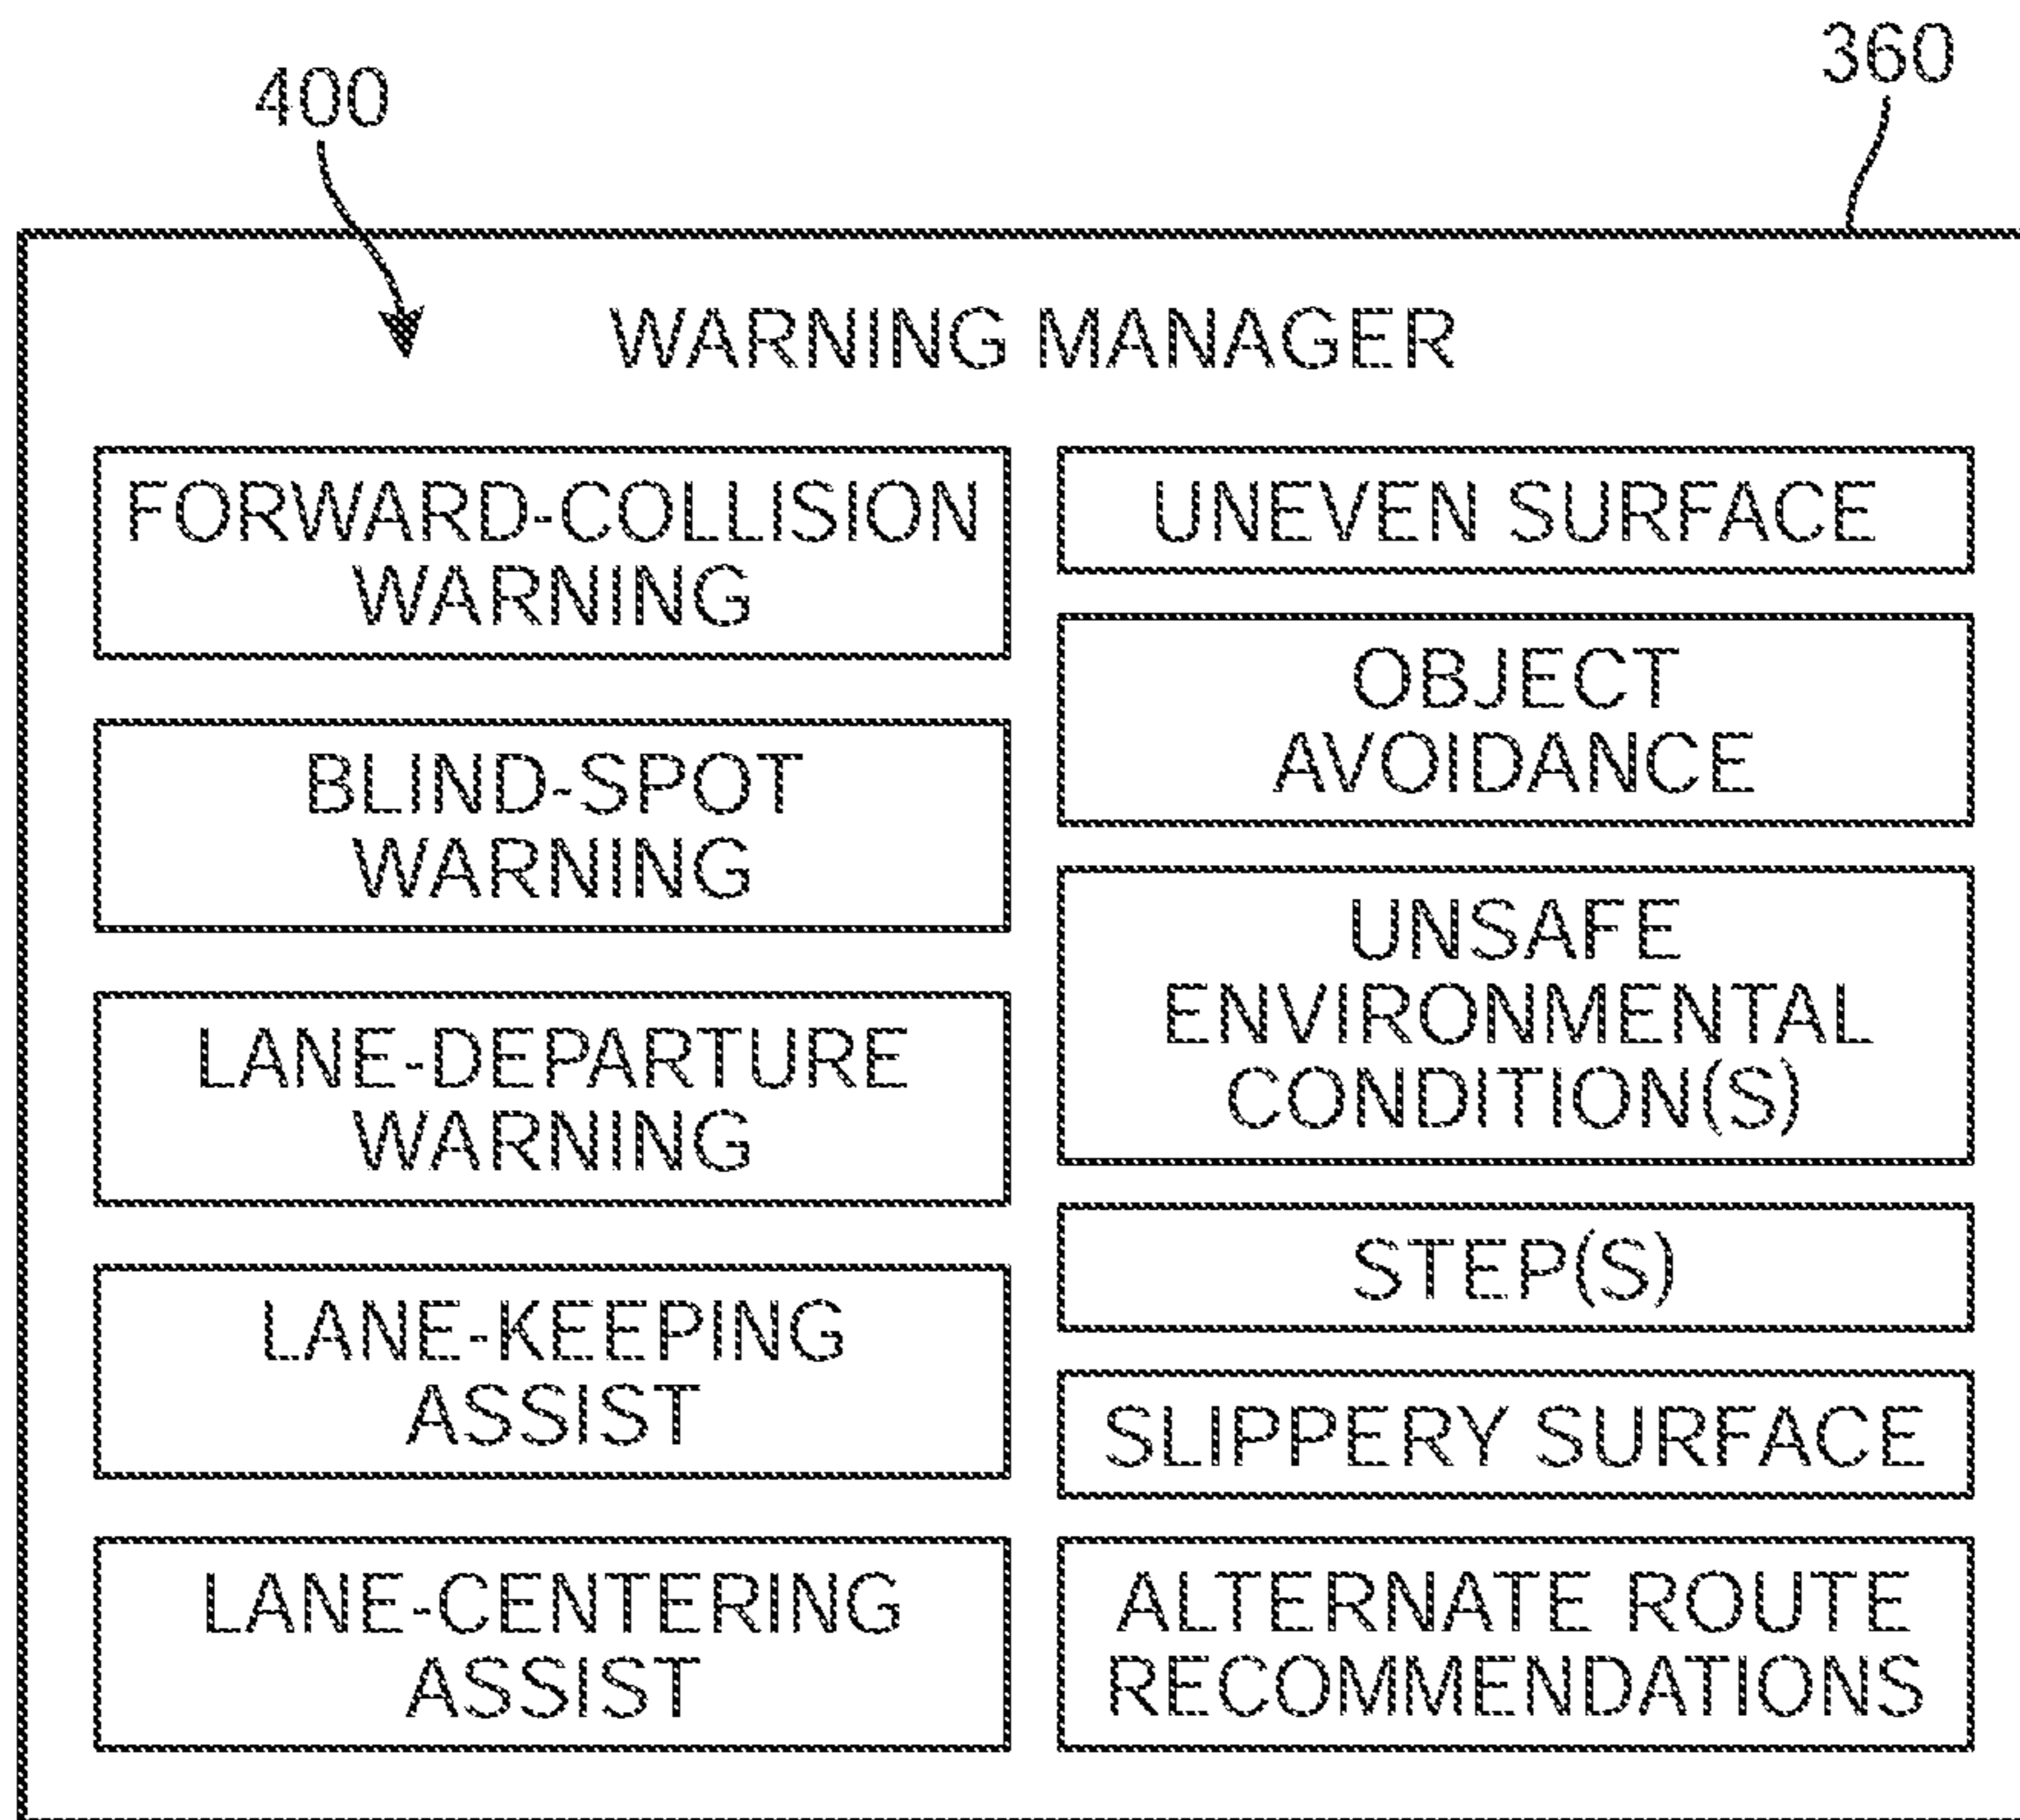 400
360
WARNING MANAGER
FORWARD-COLLISION
WARNING
BLIND-SPOT
WARNING
LANE-DEPARTURE
WARNING
LANE-KEEPING
ASSIST
LANE-CENTERING
ASSIST
UNEVEN SURFACE
OBJECT
AVOIDANCE
UNSAFE
ENVIRONMENTAL
CONDITION(S)
STEP(S)
SLIPPERY SURFACE
ALTERNATE ROUTE
RECOMMENDATIONS